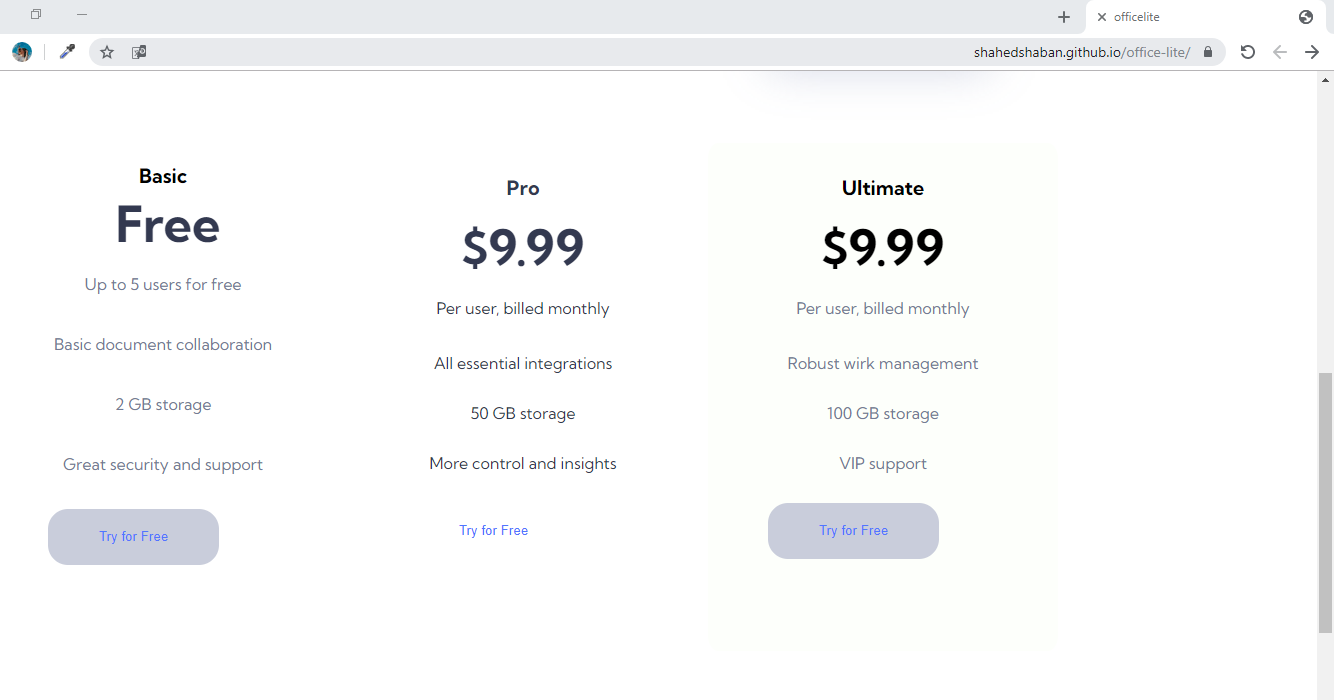 officelite
shahedshaban.github.io/office-lite/
Basic
Free
Up to 5 users for free
Basic document collaboration
2 GB storage
Great security and support
Try for Free
Pro
$9.99
Per user, billed monthly
All essential integrations
50 GB storage
More control and insights
Try for Free
Ultimate
$9.99
Per user, billed monthly
Robust wirk management
100 GB storage
VIP support
Try for Free